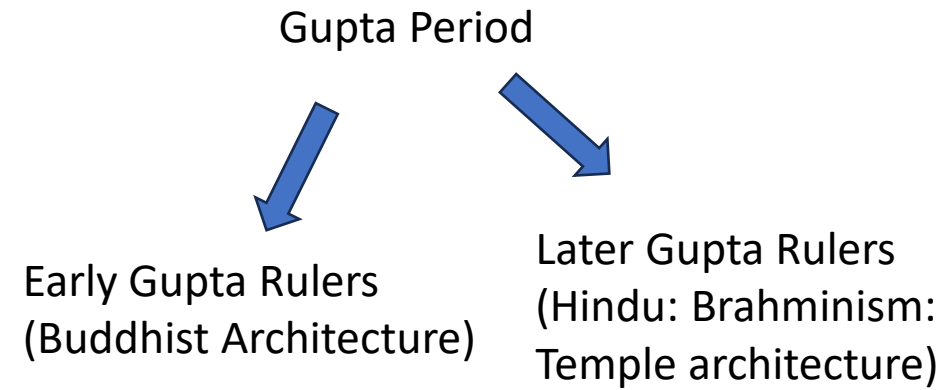 Gupta Period
Early Gupta Rulers
(Buddhist Architecture)
Later Gupta Rulers
(Hindu: Brahminism:
Temple architecture)